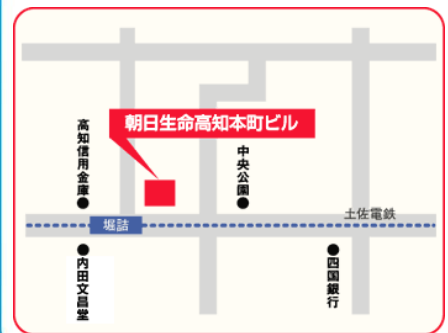 朝日生命高知本町ビル
高知信用金庫
中央公園
土佐電鉄
堀詰
内田文昌堂
四国銀行